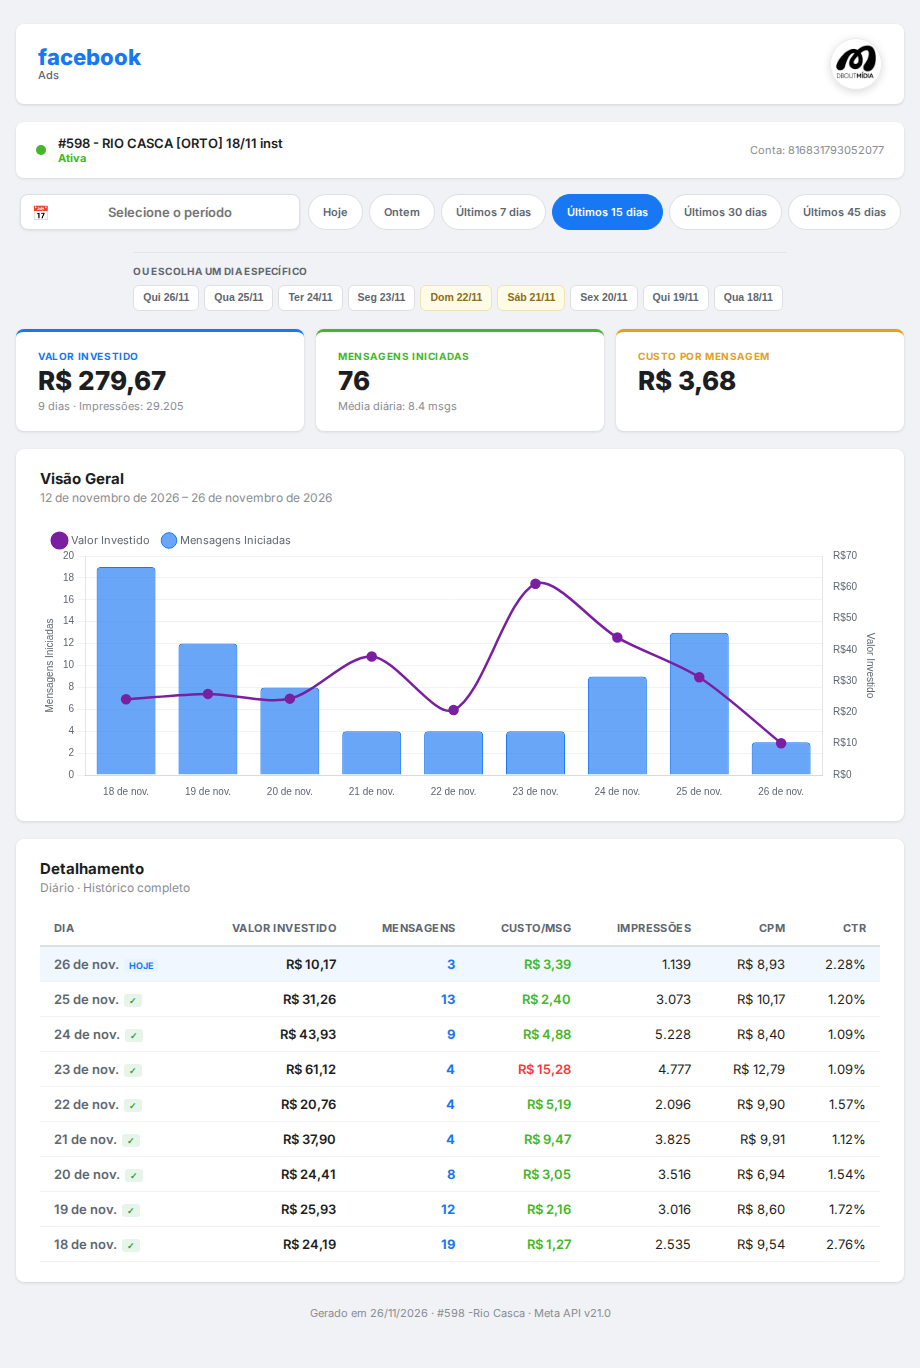 facebook
Ads
DBOUTMÍDIA
#598 - RIO CASCA [ORTO] 18/11 inst
Ativa
Conta: 816831793052077
Selecione o período
Hoje
Ontem
Últimos 7 dias
Últimos 15 dias
Últimos 30 dias
Últimos 45 dias
OU ESCOLHA UM DIA ESPECÍFICO
Qui 26/11
Qua 25/11
Ter 24/11
Seg 23/11
Dom 22/11
Sáb 21/11
Sex 20/11
Qui 19/11
Qua 18/11
VALOR INVESTIDO
R$ 279,67
9 dias · Impressões: 29.205
MENSAGENS INICIADAS
76
Média diária: 8.4 msgs
CUSTO POR MENSAGEM
R$ 3,68
Visão Geral
12 de novembro de 2026 – 26 de novembro de 2026
Valor Investido
Mensagens Iniciadas
Mensagens Iniciadas
20
18
16
14
12
10
8
6
4
2
0
R$70
R$60
R$50
R$40
R$30
R$20
R$10
R$0
Valor Investido
18 de nov.
19 de nov.
20 de nov.
21 de nov.
22 de nov.
23 de nov.
24 de nov.
25 de nov.
26 de nov.
Detalhamento
Diário · Histórico completo
DIA VALOR INVESTIDO MENSAGENS CUSTO/MSG IMPRESSÕES CPM CTR
26 de nov. HOJE R$ 10,17 3 R$ 3,39 1.139 R$ 8,93 2.28%
25 de nov. ✓ R$ 31,26 13 R$ 2,40 3.073 R$ 10,17 1.20%
24 de nov. ✓ R$ 43,93 9 R$ 4,88 5.228 R$ 8,40 1.09%
23 de nov. ✓ R$ 61,12 4 R$ 15,28 4.777 R$ 12,79 1.09%
22 de nov. ✓ R$ 20,76 4 R$ 5,19 2.096 R$ 9,90 1.57%
21 de nov. ✓ R$ 37,90 4 R$ 9,47 3.825 R$ 9,91 1.12%
20 de nov. ✓ R$ 24,41 8 R$ 3,05 3.516 R$ 6,94 1.54%
19 de nov. ✓ R$ 25,93 12 R$ 2,16 3.016 R$ 8,60 1.72%
18 de nov. ✓ R$ 24,19 19 R$ 1,27 2.535 R$ 9,54 2.76%
Gerado em 26/11/2026 · #598 -Rio Casca · Meta API v21.0